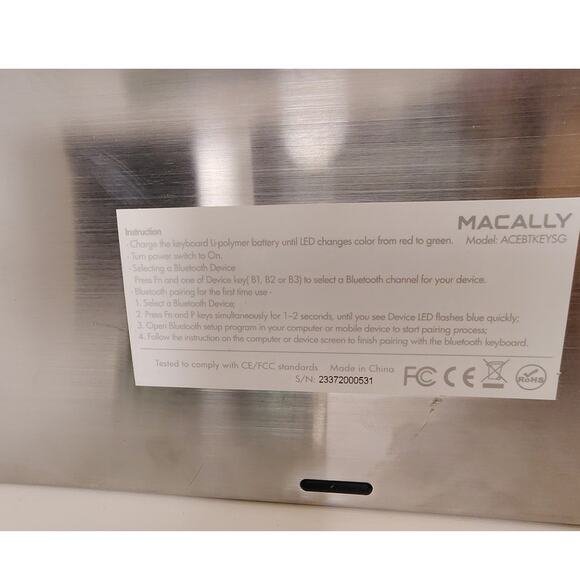 MACALLY
Instruction
Model: ACEBTKEYSG
- Charge the keyboard Li-polymer battery until LED changes color from red to green.
- Turn power switch to On.
- Selecting a Bluetooth Device
Press Fn and one of Device key( B1, B2 or B3) to select a Bluetooth channel for your device.
- Bluetooth pairing for the first time use -
1. Select a Bluetooth Device;
2. Press Fn and P keys simultaneously for 1~2 seconds, until you see Device LED flashes blue quickly;
3. Open Bluetooth setup program in your computer or mobile device to start pairing process;
4. Follow the instruction on the computer or device screen to finish pairing with the bluetooth keyboard.
Tested to comply with CE/FCC standards Made in China
S/N: 23372000531
FC CE RoHS